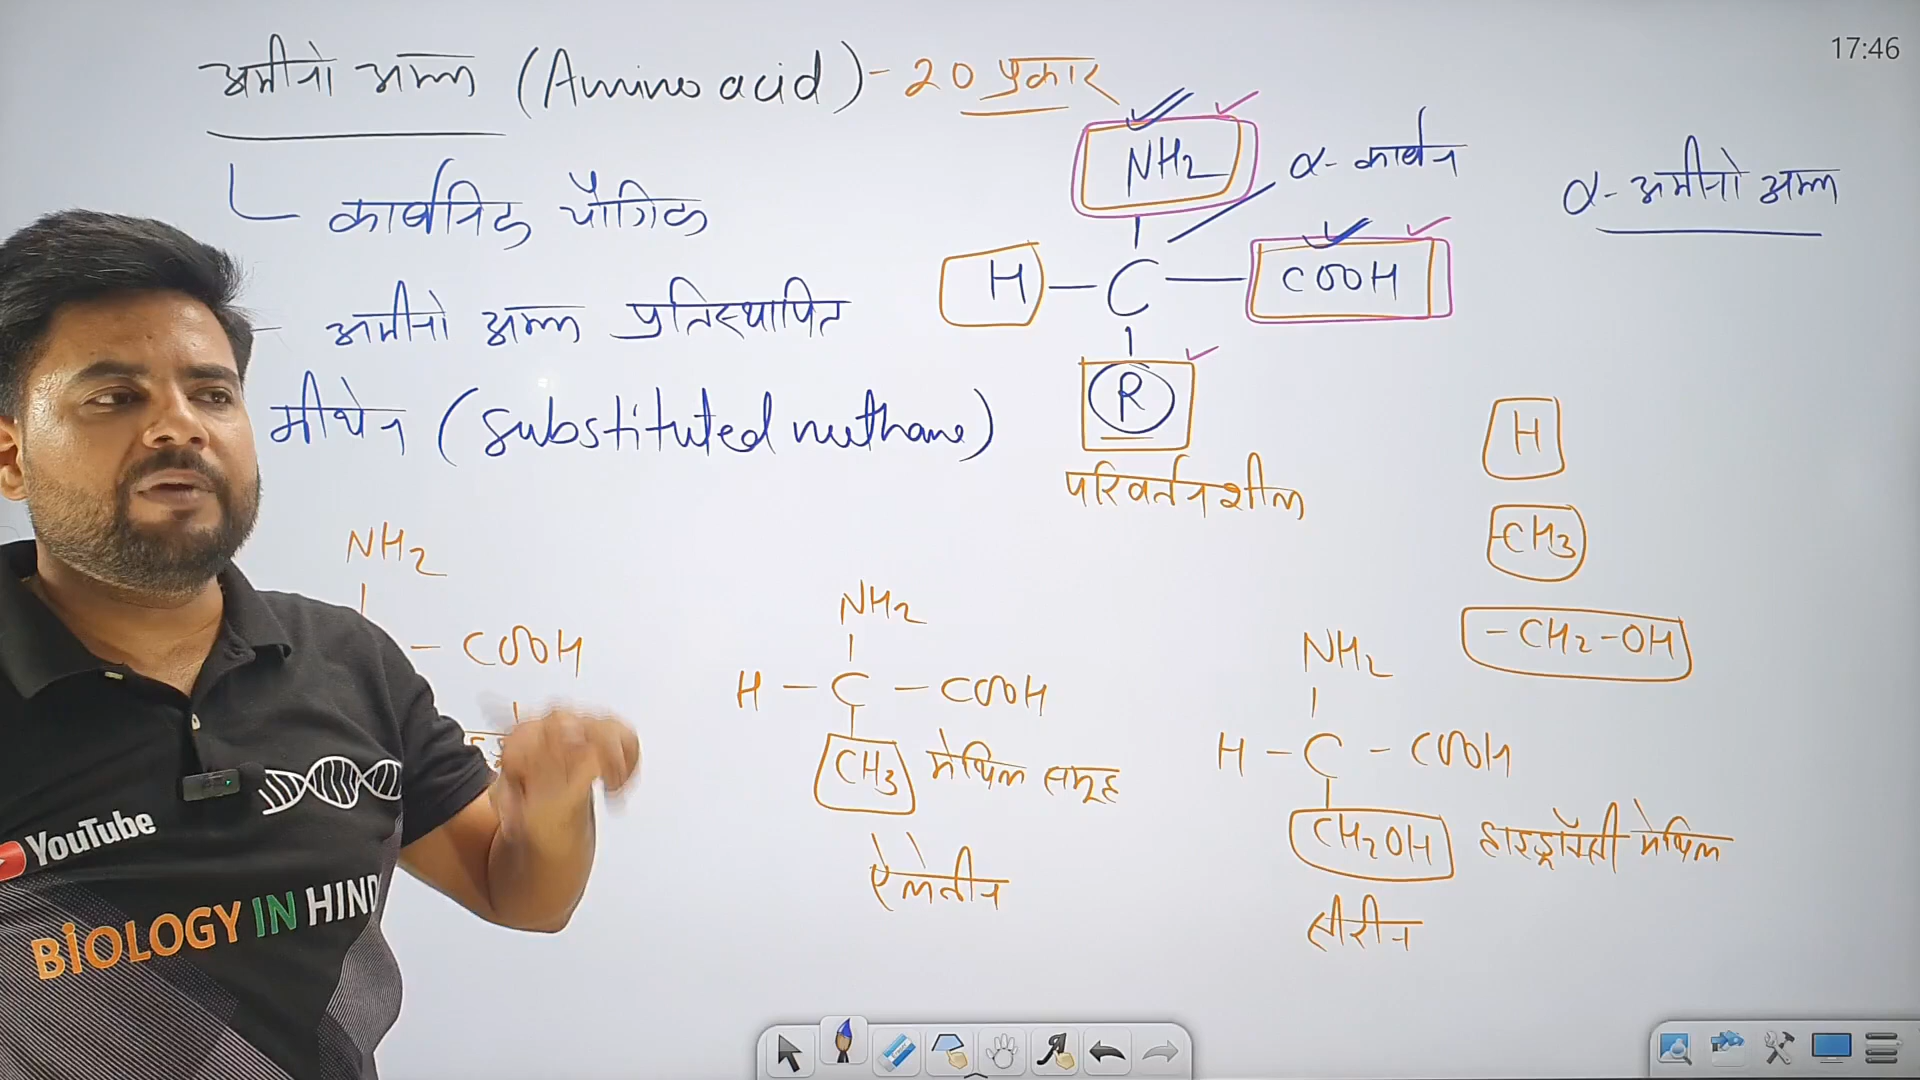 17:46
अमीनो अम्ल (Amino acid) - 20 प्रकार
कार्बनिक यौगिक
अमीनो अम्ल प्रतिस्थापित
मीथेन (Substituted methane)
NH2
α- कार्बन
H - C - COOH
R
परिवर्तनशील
α- अमीनो अम्ल
H
-CH3
-CH2-OH
NH2
- COOH
NH2
H - C - COOH
CH3 मेथिल समूह
ऐलेनीन
NH2
H - C - COOH
CH2OH हाइड्रॉक्सी मेथिल
सीरीन
YouTube
BiOLOGY IN HIND